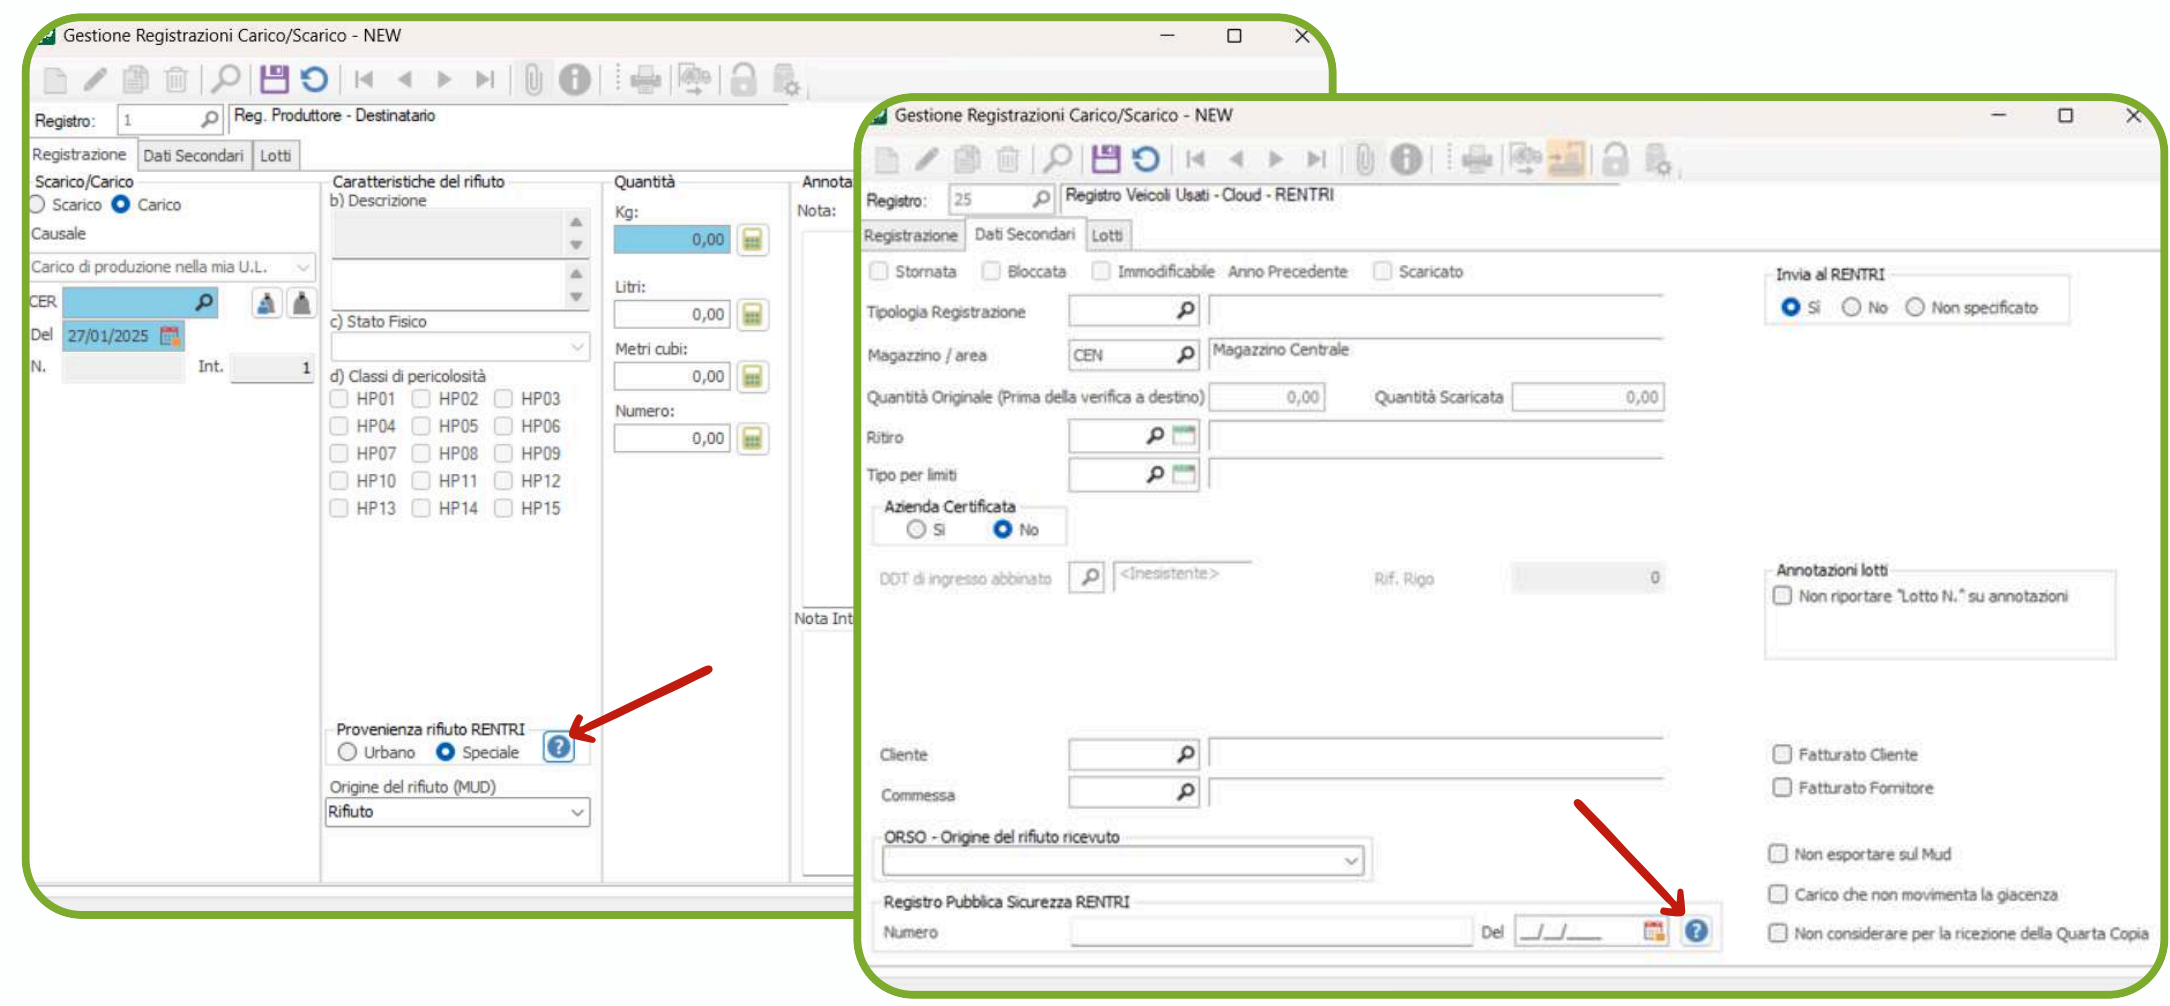 Gestione Registrazioni Carico/Scarico - NEW
Registro: 1 Reg. Produttore - Destinatario
Registrazione Dati Secondari Lotti
Scarico/Carico
Scarico Carico
Causale
Carico di produzione nella mia U.L.
CER
Del 27/01/2025
N. Int. 1
Caratteristiche del rifiuto
b) Descrizione
c) Stato Fisico
d) Classi di pericolosità
HP01 HP02 HP03
HP04 HP05 HP06
HP07 HP08 HP09
HP10 HP11 HP12
HP13 HP14 HP15
Provenienza rifiuto RENTRI
Urbano Speciale ?
Origine del rifiuto (MUD)
Rifiuto
Quantità
Kg:
0,00
Litri:
0,00
Metri cubi:
0,00
Numero:
0,00
Annota
Nota:
Nota Int
Gestione Registrazioni Carico/Scarico - NEW
Registro: 25 Registro Veicoli Usati - Cloud - RENTRI
Registrazione Dati Secondari Lotti
Stornata Bloccata Immodificabile Anno Precedente Scaricato
Tipologia Registrazione
Magazzino / area CEN Magazzino Centrale
Quantità Originale (Prima della verifica a destino) 0,00 Quantità Scaricata 0,00
Ritiro
Tipo per limiti
Azienda Certificata
Sì No
DDT di ingresso abbinato <Inesistente> Rif. Rigo 0
Cliente
Commessa
ORSO - Origine del rifiuto ricevuto
Registro Pubblica Sicurezza RENTRI
Numero Del __/__/____ ?
Invia al RENTRI
Sì No Non specificato
Annotazioni lotti
Non riportare "Lotto N." su annotazioni
Fatturato Cliente
Fatturato Fornitore
Non esportare sul Mud
Carico che non movimenta la giacenza
Non considerare per la ricezione della Quarta Copia